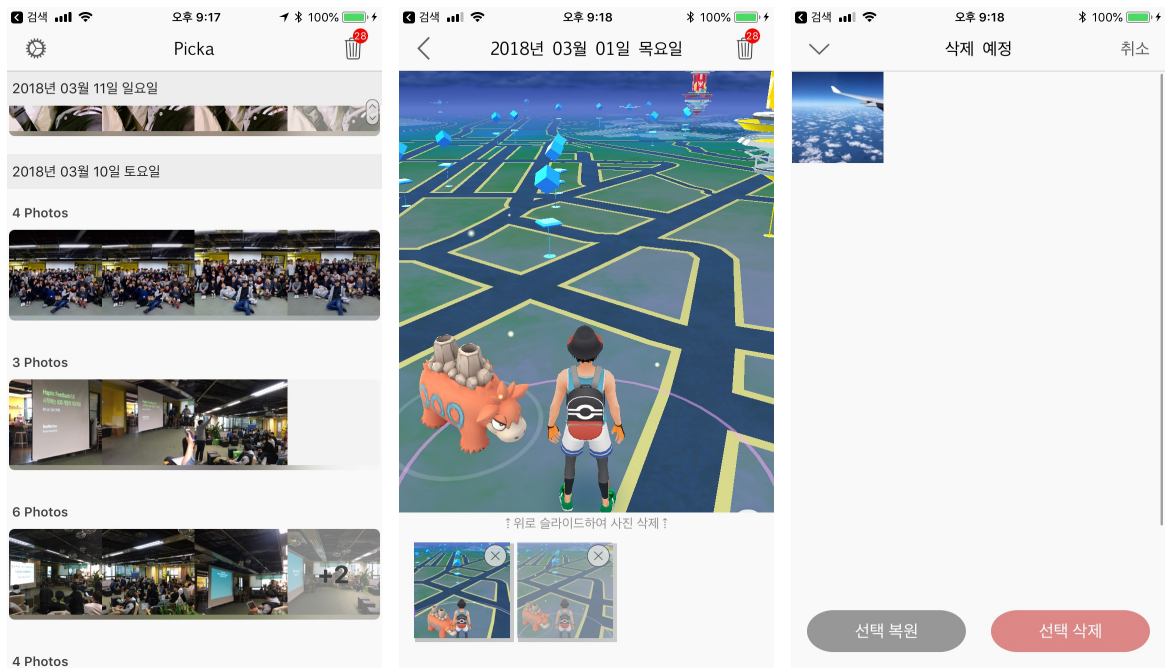 검색
오후 9:17
100%
Picka
28
2018년 03월 11일 일요일
2018년 03월 10일 토요일
4 Photos
3 Photos
6 Photos
+2
4 Photos
검색
오후 9:18
100%
2018년 03월 01일 목요일
28
⇡위로 슬라이드하여 사진 삭제⇡
검색
오후 9:18
100%
삭제 예정
취소
선택 복원
선택 삭제